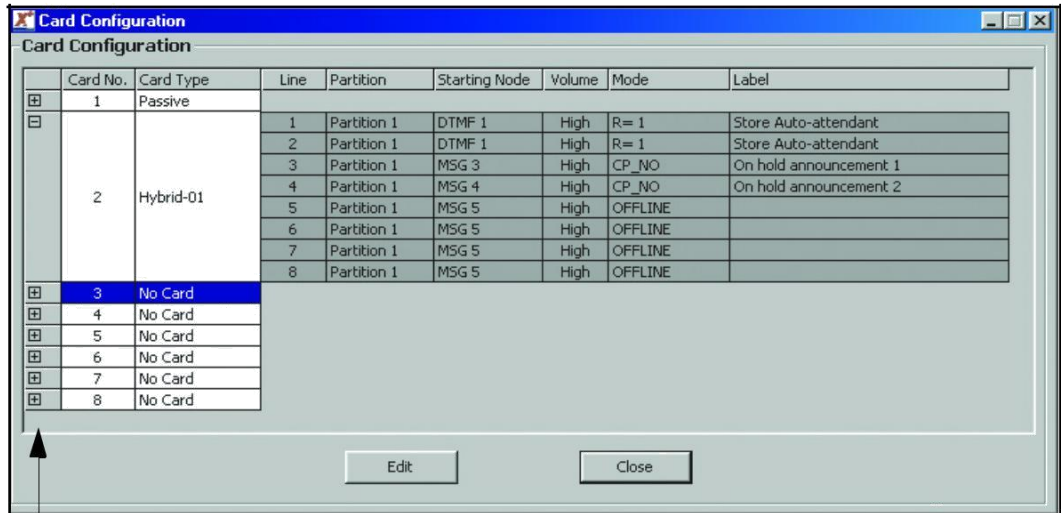 Card Configuration
Card Configuration
Card No. Card Type Line Partition Starting Node Volume Mode Label
1 Passive
2 Hybrid-01
1 Partition 1 DTMF 1 High R= 1 Store Auto-attendant
2 Partition 1 DTMF 1 High R= 1 Store Auto-attendant
3 Partition 1 MSG 3 High CP_NO On hold announcement 1
4 Partition 1 MSG 4 High CP_NO On hold announcement 2
5 Partition 1 MSG 5 High OFFLINE
6 Partition 1 MSG 5 High OFFLINE
7 Partition 1 MSG 5 High OFFLINE
8 Partition 1 MSG 5 High OFFLINE
3 No Card
4 No Card
5 No Card
6 No Card
7 No Card
8 No Card
Edit Close